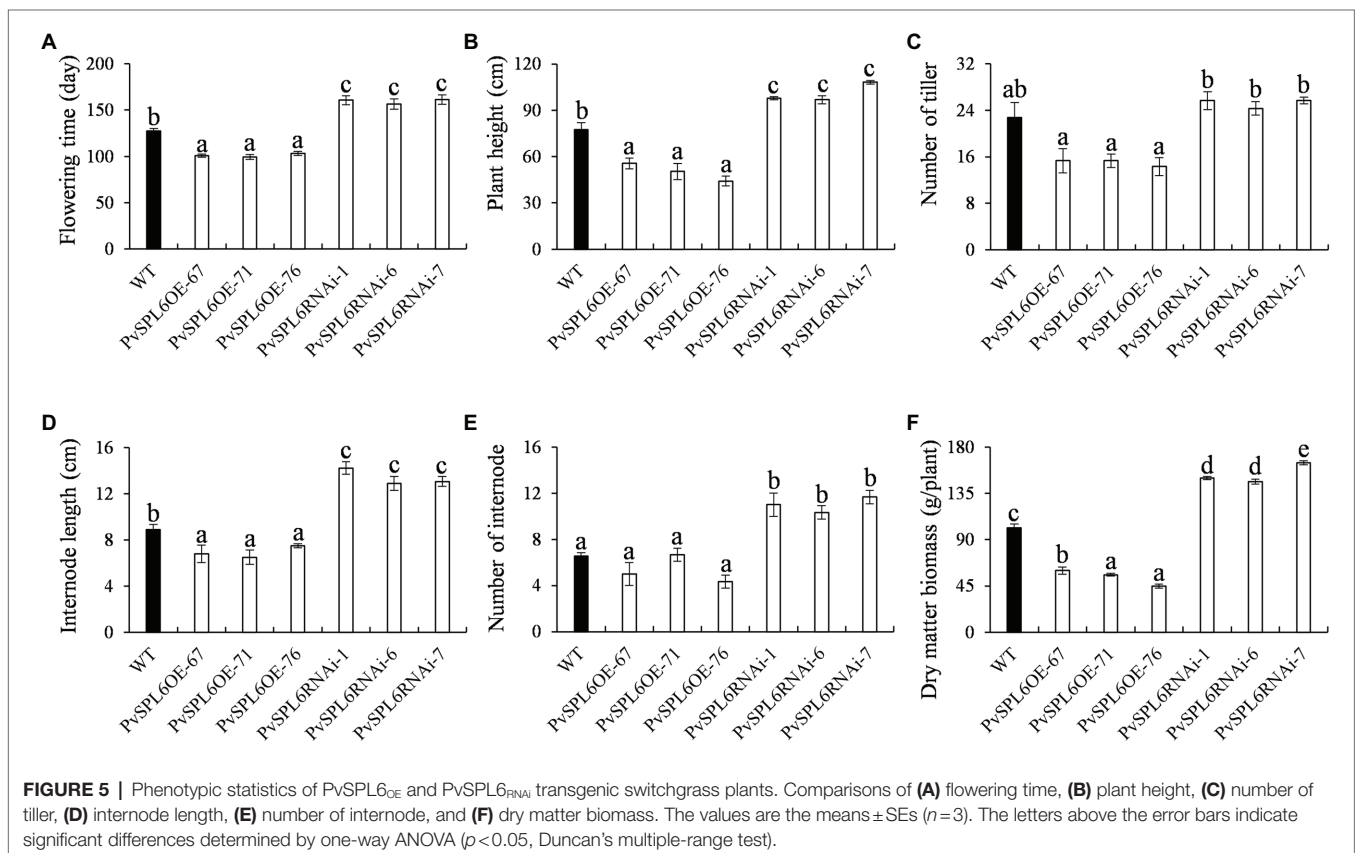 A
Flowering time (day)
200
150
100
50
0
b
a
a
a
c
c
c
WT
PvSPL6OE-67
PvSPL6OE-71
PvSPL6OE-76
PvSPL6RNAi-1
PvSPL6RNAi-6
PvSPL6RNAi-7
B
Plant height (cm)
120
90
60
30
0
b
a
a
a
c
c
c
WT
PvSPL6OE-67
PvSPL6OE-71
PvSPL6OE-76
PvSPL6RNAi-1
PvSPL6RNAi-6
PvSPL6RNAi-7
C
Number of tiller
32
24
16
8
0
ab
a
a
a
b
b
b
WT
PvSPL6OE-67
PvSPL6OE-71
PvSPL6OE-76
PvSPL6RNAi-1
PvSPL6RNAi-6
PvSPL6RNAi-7
D
Internode length (cm)
16
12
8
4
0
b
a
a
a
c
c
c
WT
PvSPL6OE-67
PvSPL6OE-71
PvSPL6OE-76
PvSPL6RNAi-1
PvSPL6RNAi-6
PvSPL6RNAi-7
E
Number of internode
16
12
8
4
0
a
a
a
a
b
b
b
WT
PvSPL6OE-67
PvSPL6OE-71
PvSPL6OE-76
PvSPL6RNAi-1
PvSPL6RNAi-6
PvSPL6RNAi-7
F
Dry matter biomass (g/plant)
180
135
90
45
0
c
b
a
a
d
d
e
WT
PvSPL6OE-67
PvSPL6OE-71
PvSPL6OE-76
PvSPL6RNAi-1
PvSPL6RNAi-6
PvSPL6RNAi-7
FIGURE 5 | Phenotypic statistics of PvSPL6OE and PvSPL6RNAi transgenic switchgrass plants. Comparisons of (A) flowering time, (B) plant height, (C) number of
tiller, (D) internode length, (E) number of internode, and (F) dry matter biomass. The values are the means ± SEs (n = 3). The letters above the error bars indicate
significant differences determined by one-way ANOVA (p < 0.05, Duncan's multiple-range test).